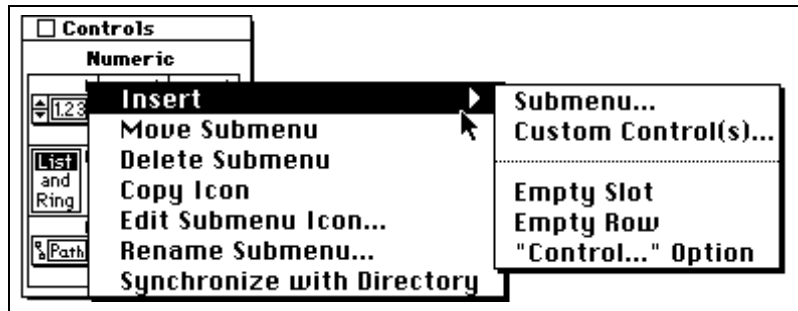 Controls
Numeric
1.23
List
and
Ring
Path
Insert
Move Submenu
Delete Submenu
Copy Icon
Edit Submenu Icon...
Rename Submenu...
Synchronize with Directory
Submenu...
Custom Control(s)...
Empty Slot
Empty Row
"Control..." Option